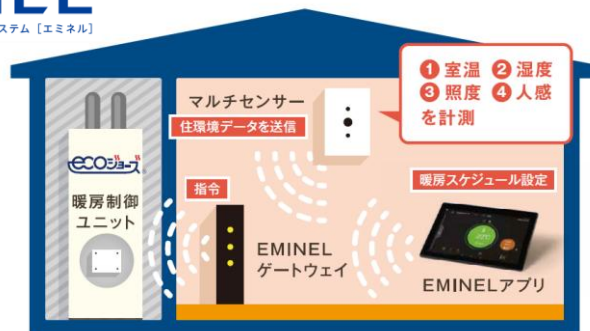 ステム［エミネル］
① 室温 ② 湿度
③ 照度 ④ 人感
を計測
マルチセンサー
住環境データを送信
ecoジョーズ
暖房制御
ユニット
指令
暖房スケジュール設定
EMINEL
ゲートウェイ
EMINELアプリ